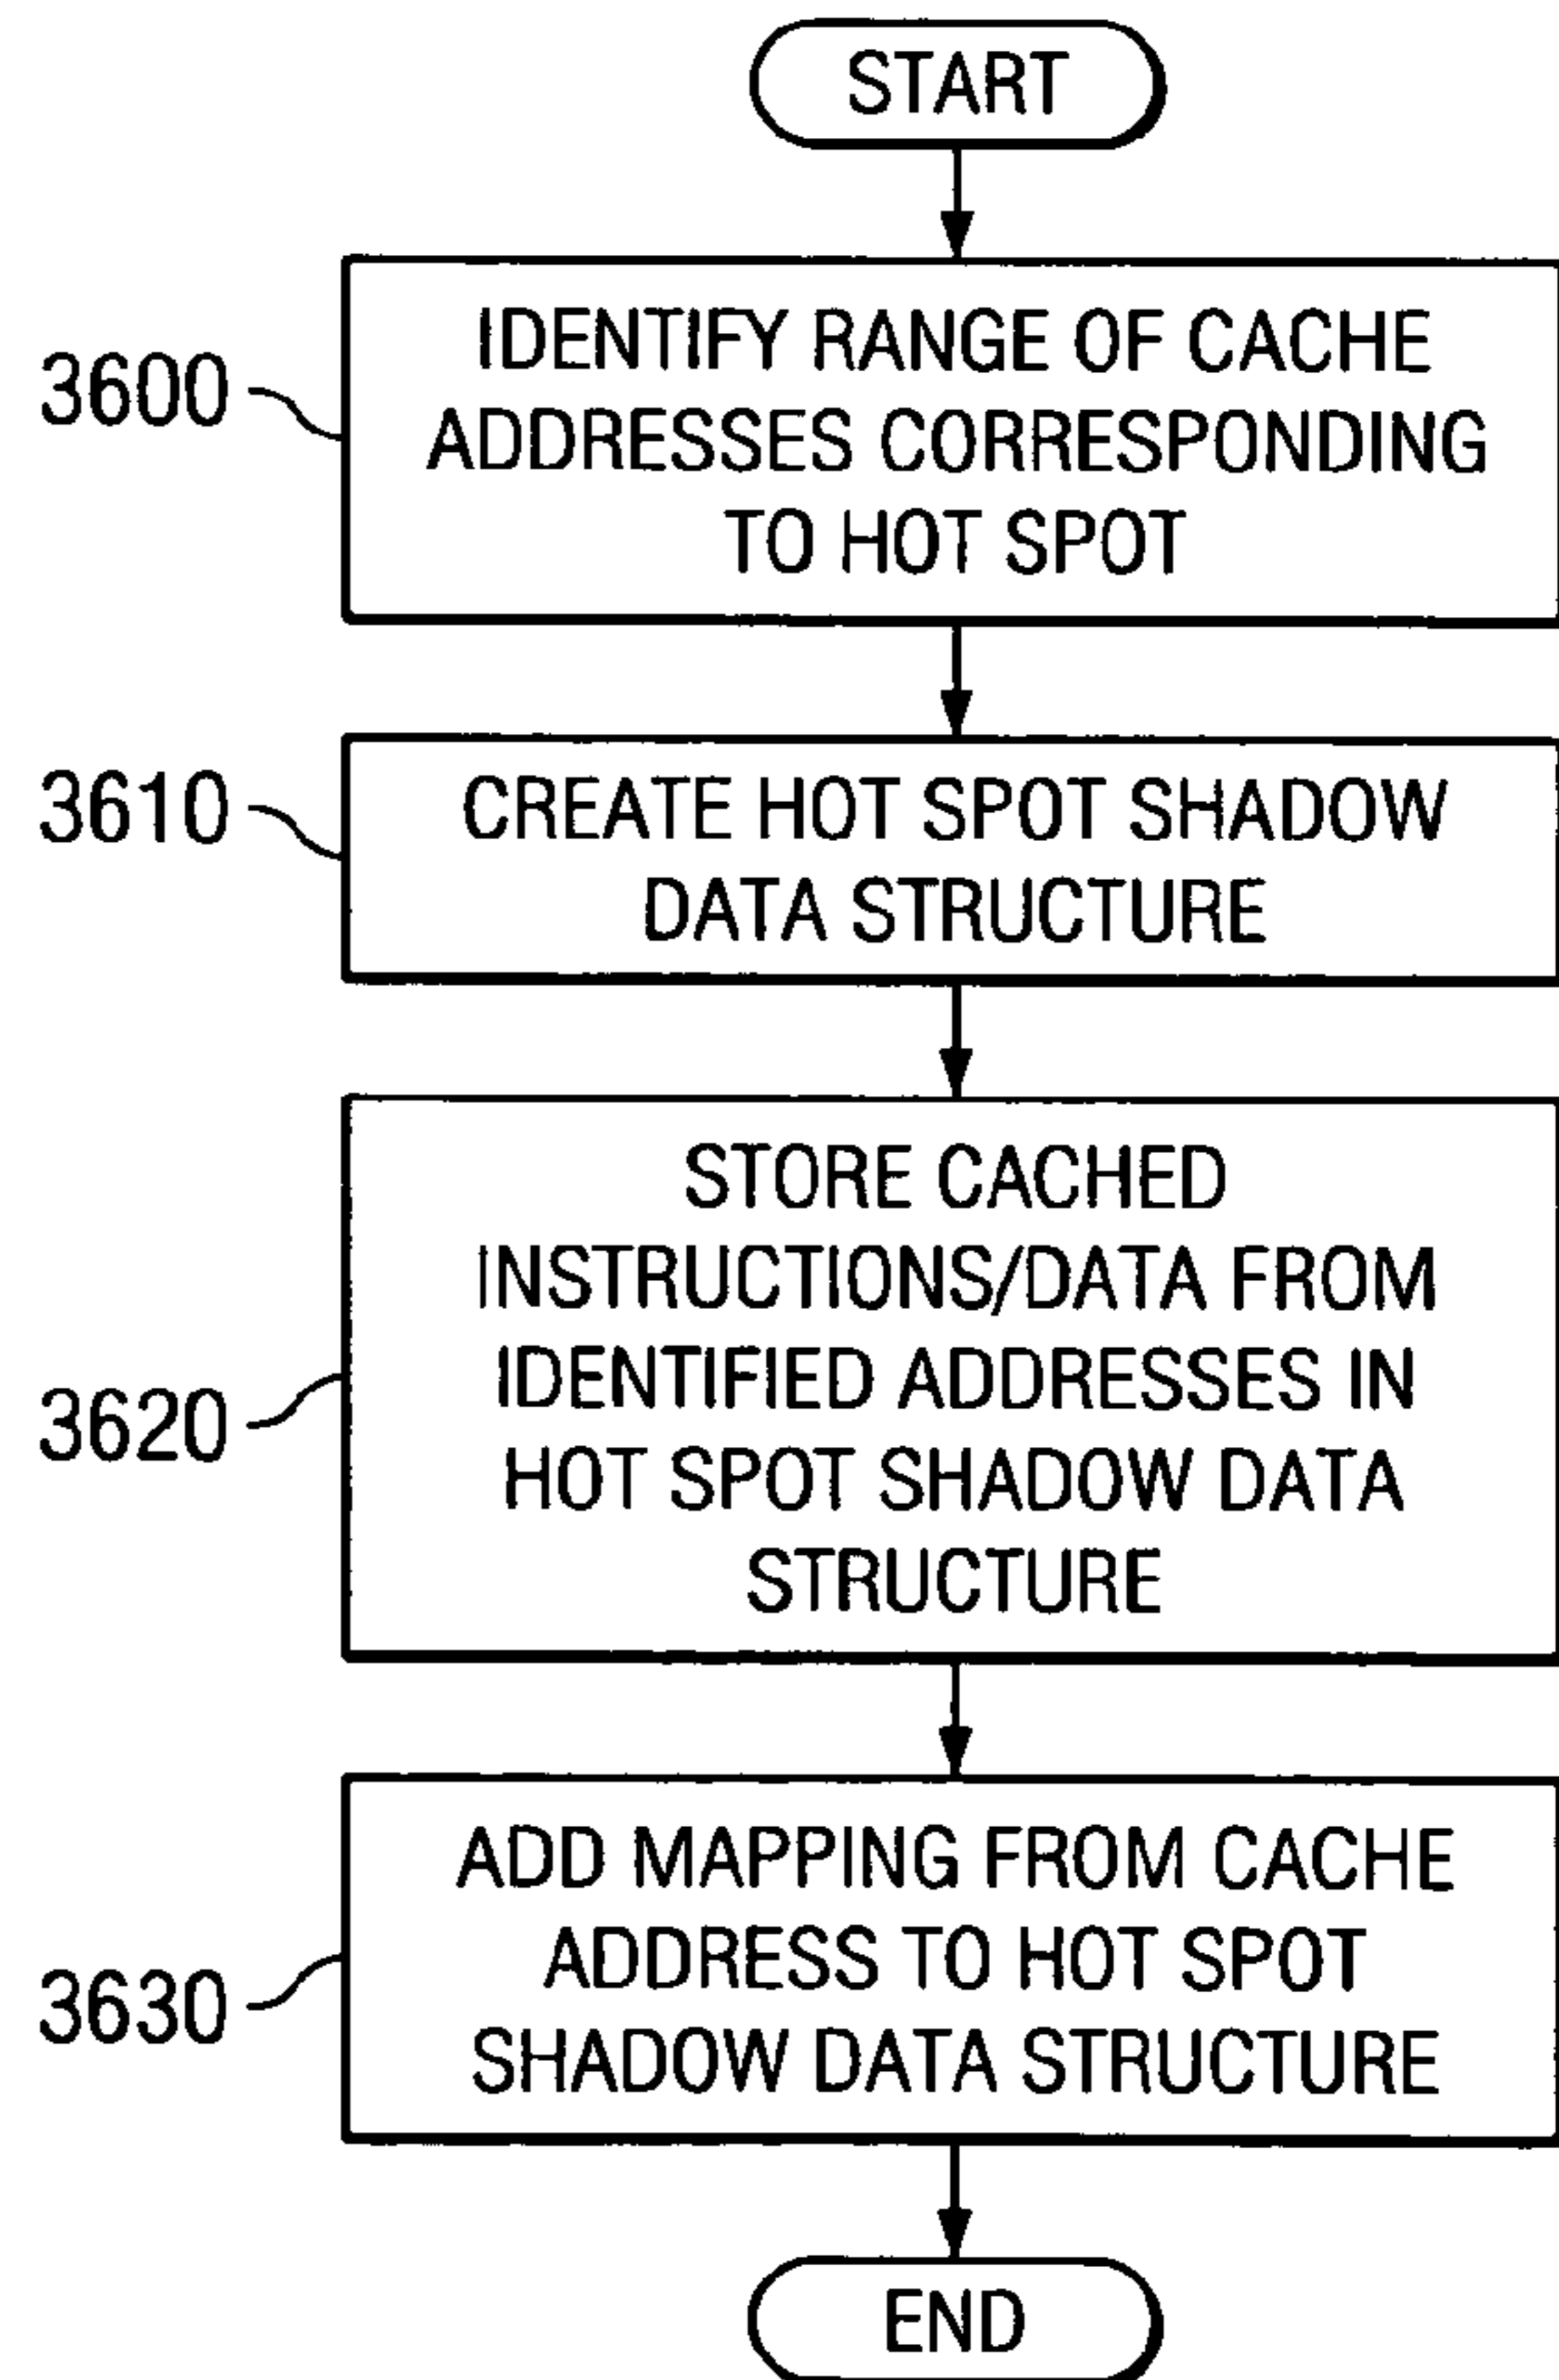 START
3600
IDENTIFY RANGE OF CACHE
ADDRESSES CORRESPONDING
TO HOT SPOT
3610
CREATE HOT SPOT SHADOW
DATA STRUCTURE
3620
STORE CACHED
INSTRUCTIONS/DATA FROM
IDENTIFIED ADDRESSES IN
HOT SPOT SHADOW DATA
STRUCTURE
3630
ADD MAPPING FROM CACHE
ADDRESS TO HOT SPOT
SHADOW DATA STRUCTURE
END